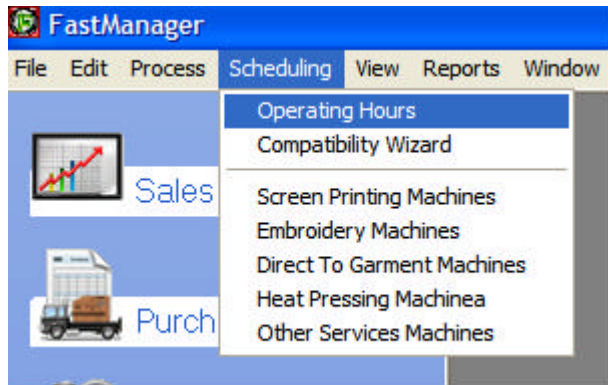 FastManager
File Edit Process Scheduling View Reports Window
Operating Hours
Compatibility Wizard
Sales
Screen Printing Machines
Embroidery Machines
Direct To Garment Machines
Heat Pressing Machinea
Purch
Other Services Machines